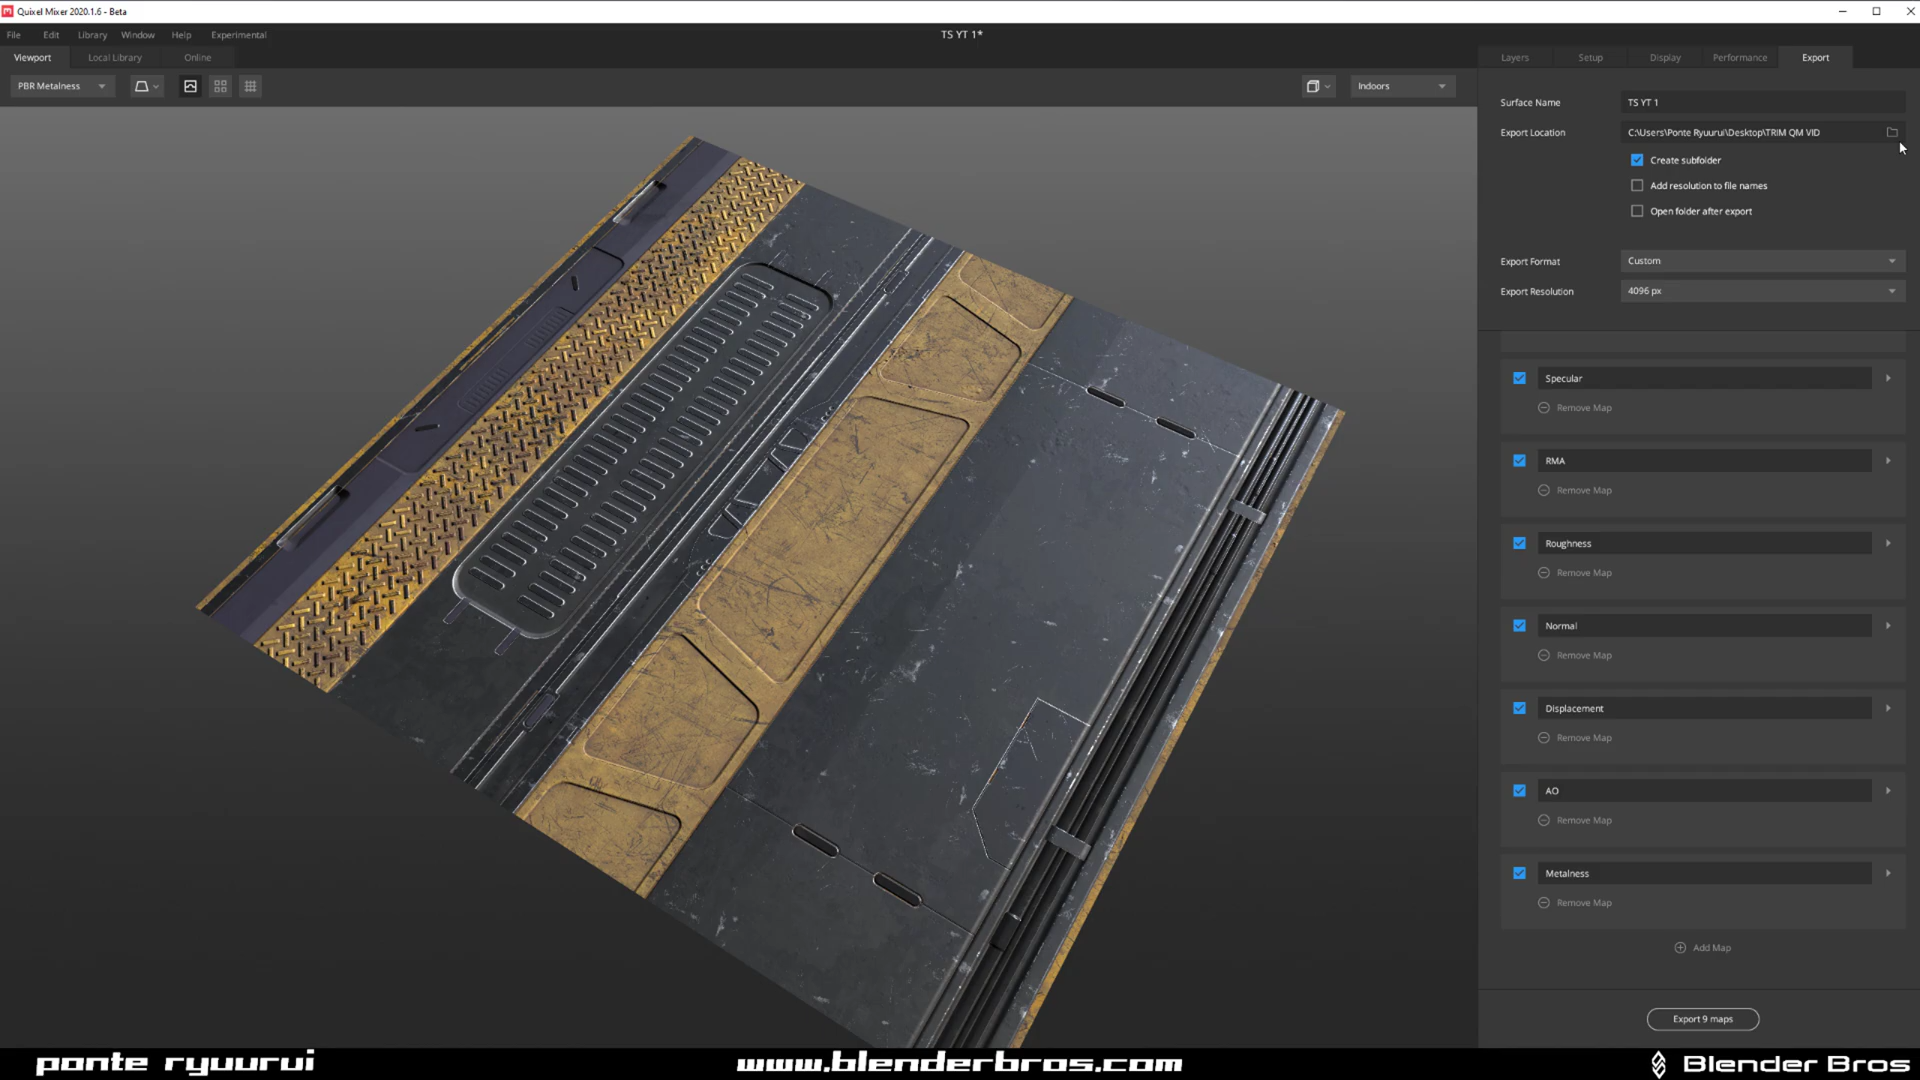 Quixel Mixer 2020.1.6 - Beta
File Edit Library Window Help Experimental
TS YT 1*
Viewport Local Library Online
Layers Setup Display Performance Export
PBR Metalness
Indoors
Surface Name TS YT 1
Export Location C:\Users\Ponte Ryuurui\Desktop\TRIM QM VID
Create subfolder
Add resolution to file names
Open folder after export
Export Format Custom
Export Resolution 4096 px
Specular
Remove Map
RMA
Remove Map
Roughness
Remove Map
Normal
Remove Map
Displacement
Remove Map
AO
Remove Map
Metalness
Remove Map
Add Map
Export 9 maps
ponte ryuurui
www.blenderbros.com
Blender Bros